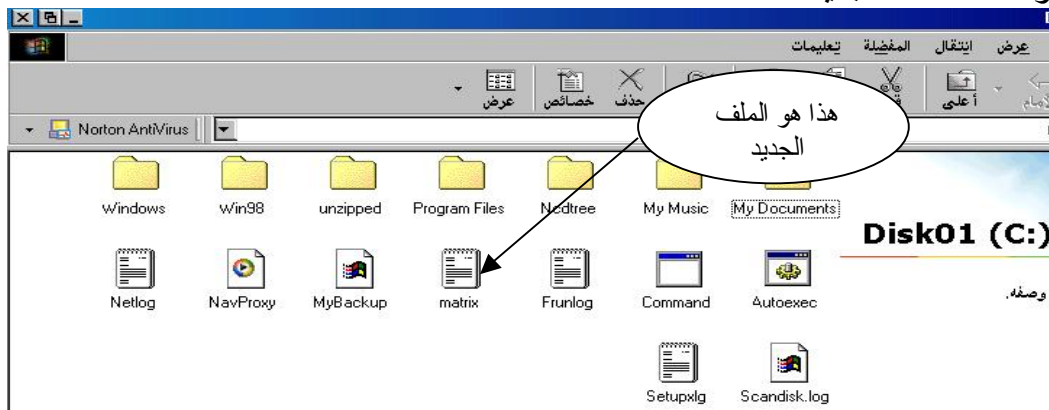 عرض انتقال المفضلة تعليمات
أعلى حذف خصائص عرض
Norton AntiVirus
هذا هو الملف
الجديد
Windows Win98 unzipped Program Files Nedtree My Music My Documents
Disk01 (C:)
Netlog NavProxy MyBackup matrix Frunlog Command Autoexec
وصفه.
Setupxlg Scandisk.log